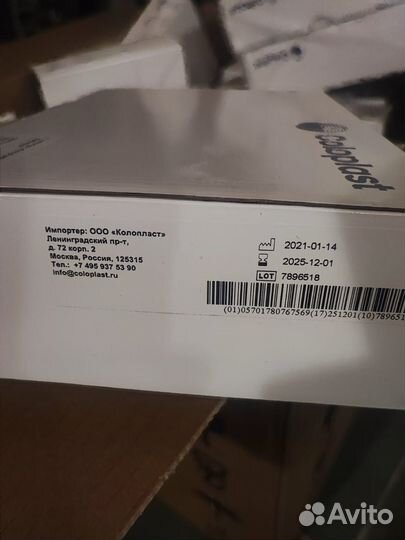 coloplast
Импортер: ООО «Колопласт»
Ленинградский пр-т,
д. 72 корп. 2
Москва, Россия, 125315
Тел.: +7 495 937 53 90
info@coloplast.ru
2021-01-14
2025-12-01
LOT 7896518
(01)05701780767569(17)251201(10)789651
Avito